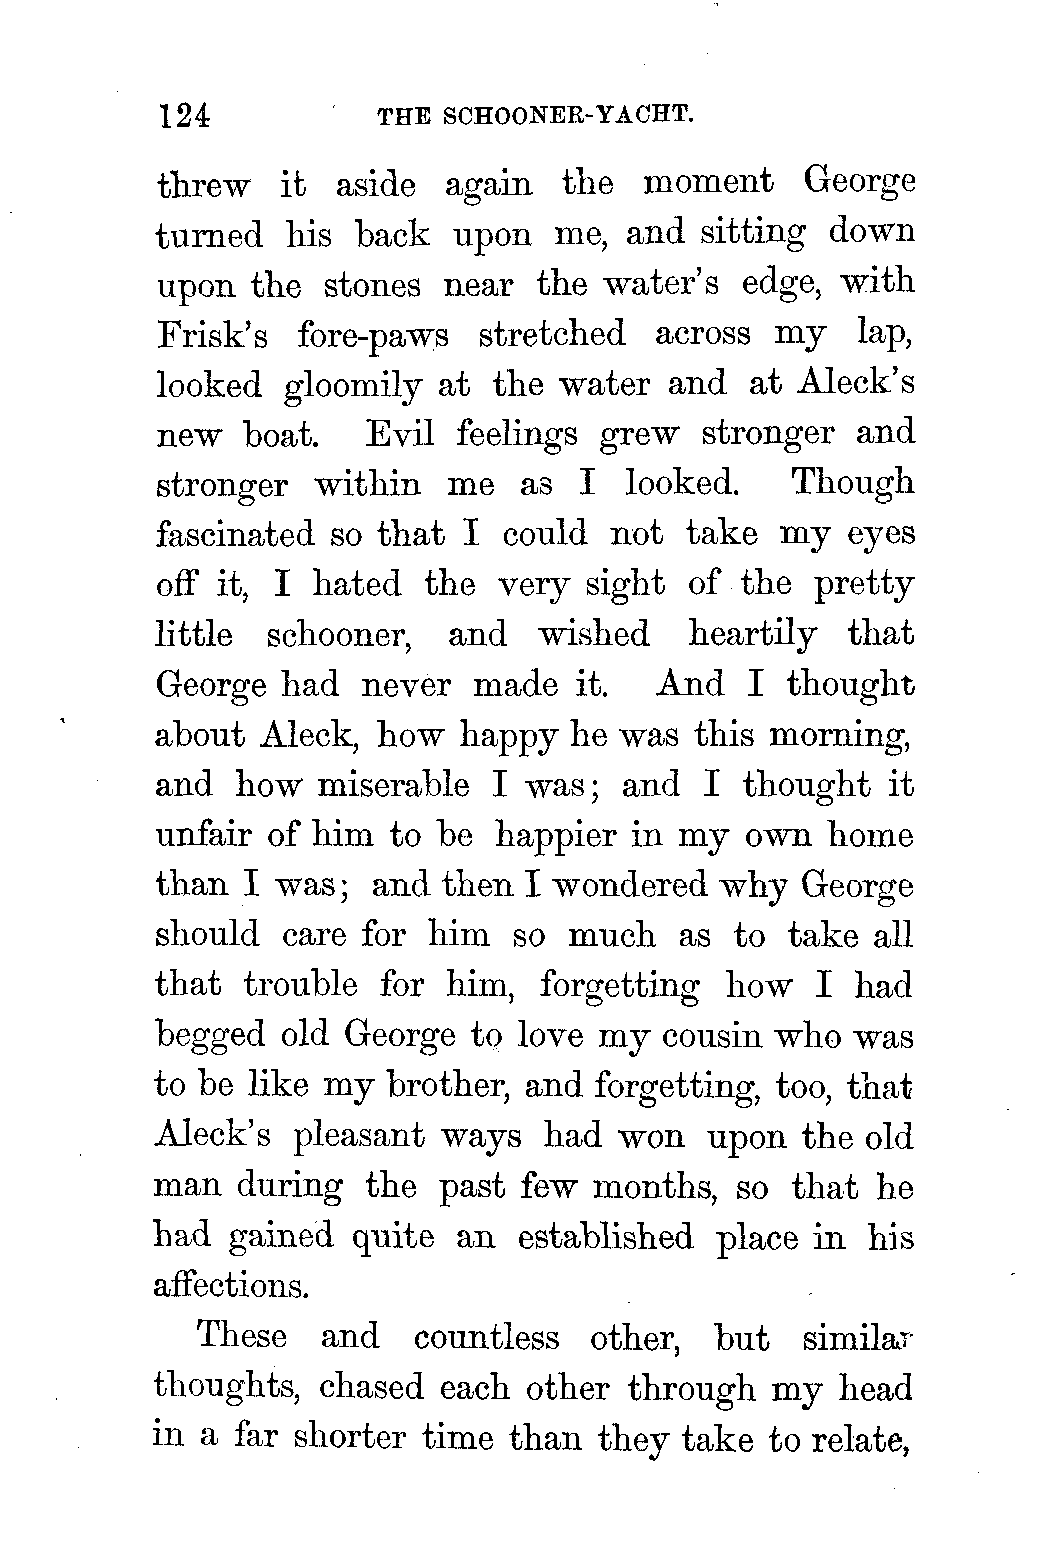 124 THE SCHOONER-YACHT.
threw it aside again the moment George
turned his back upon me, and sitting down
upon the stones near the water's edge, with
Frisk's fore-paws stretched across my lap,
looked gloomily at the water and at Aleck's
new boat. Evil feelings grew stronger and
stronger within me as I looked. Though
fascinated so that I could not take my eyes
off it, I hated the very sight of the pretty
little schooner, and wished heartily that
George had never made it. And I thought
about Aleck, how happy he was this morning,
and how miserable I was; and I thought it
unfair of him to be happier in my own home
than I was; and then I wondered why George
should care for him so much as to take all
that trouble for him, forgetting how I had
begged old George to love my cousin who was
to be like my brother, and forgetting, too, that
Aleck's pleasant ways had won upon the old
man during the past few months, so that he
had gained quite an established place in his
affections.
These and countless other, but similar
thoughts, chased each other through my head
in a far shorter time than they take to relate,